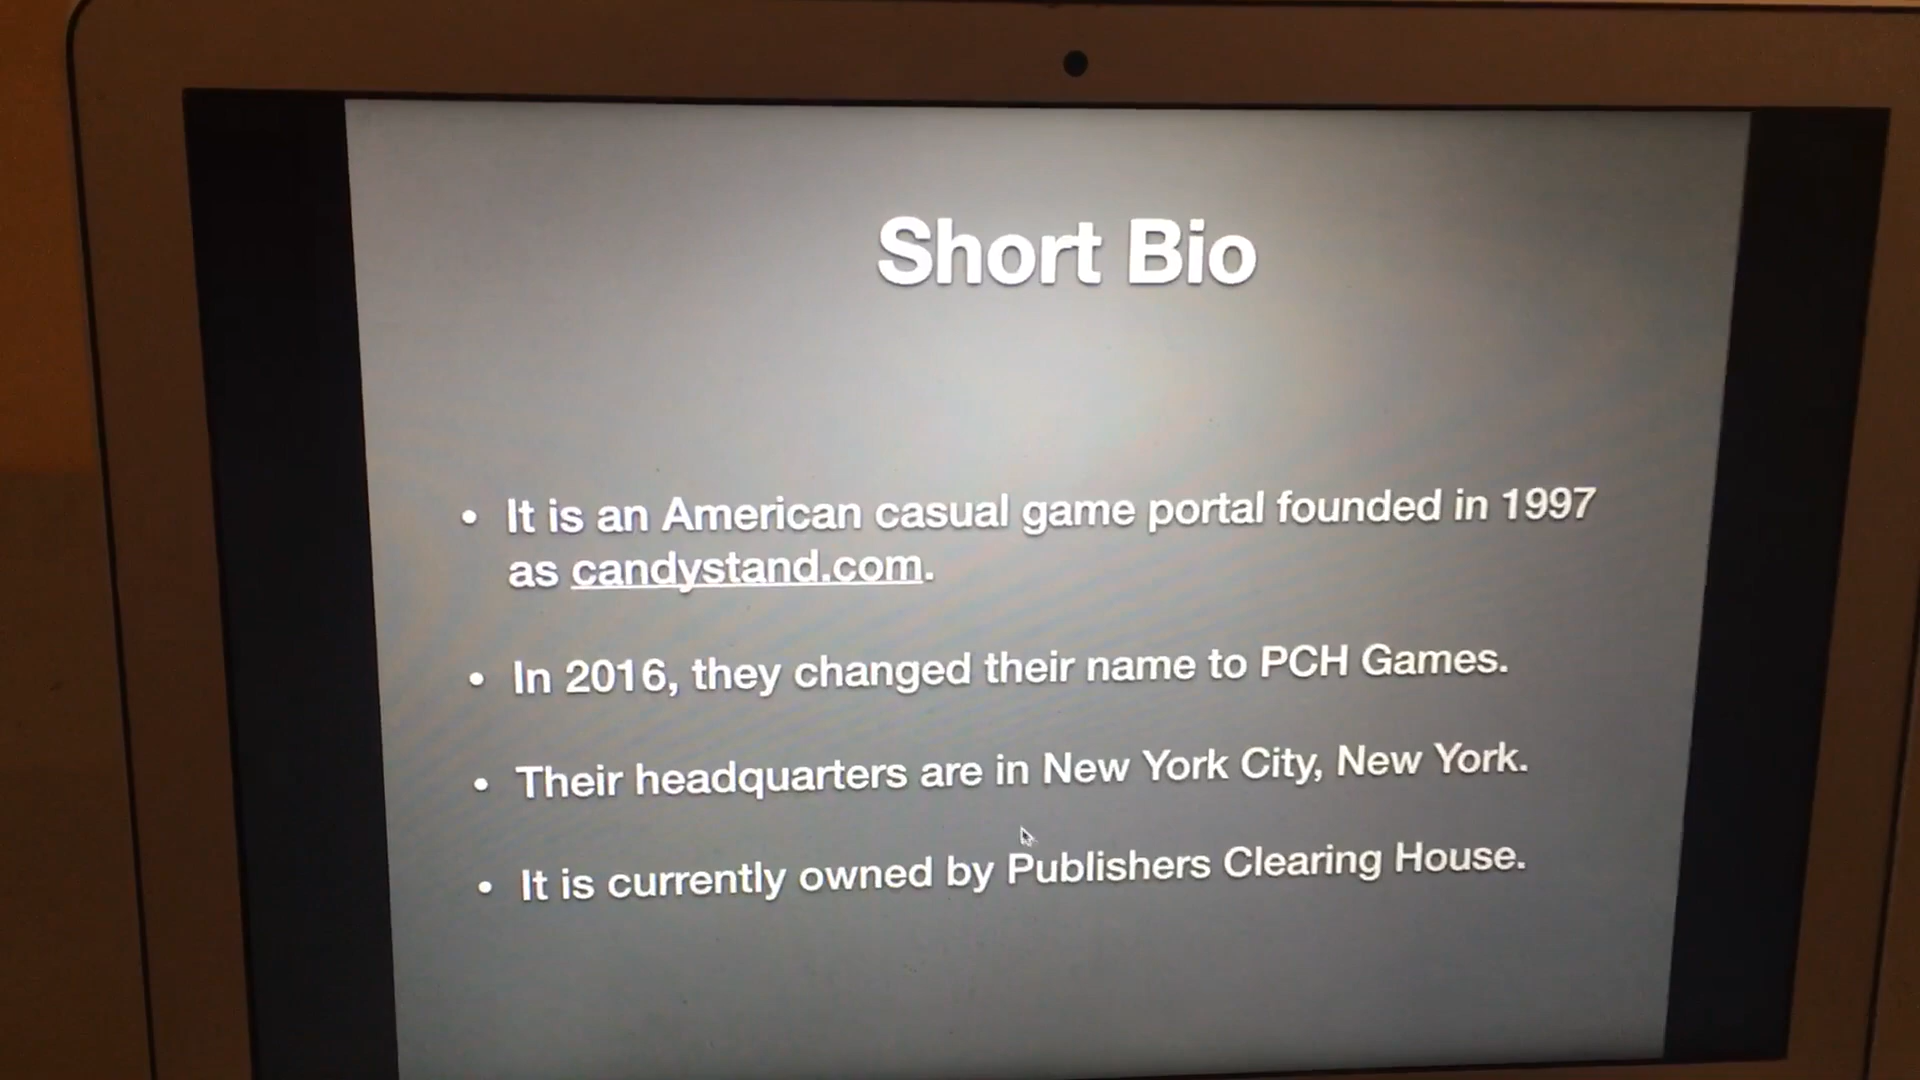 Short Bio
• It is an American casual game portal founded in 1997
as candystand.com.
• In 2016, they changed their name to PCH Games.
• Their headquarters are in New York City, New York.
• It is currently owned by Publishers Clearing House.